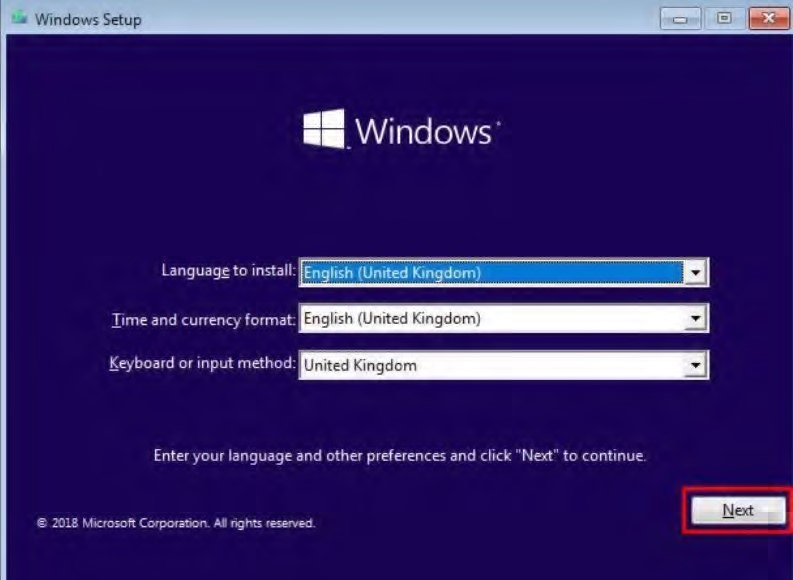 Windows Setup
Windows
Language to install: English (United Kingdom)
Time and currency format: English (United Kingdom)
Keyboard or input method: United Kingdom
Enter your language and other preferences and click "Next" to continue.
Next
© 2018 Microsoft Corporation. All rights reserved.